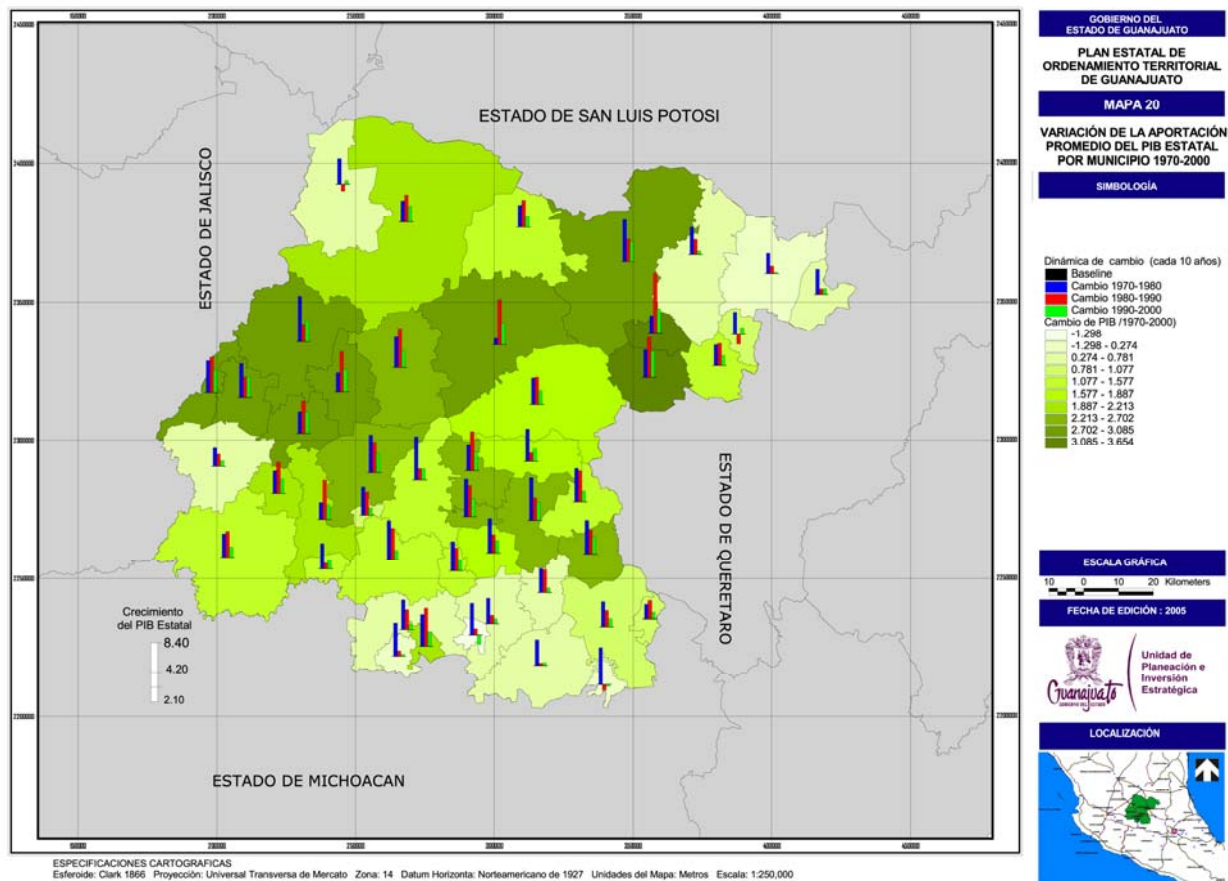 ESTADO DE SAN LUIS POTOSI
ESTADO DE JALISCO
ESTADO DE QUERETARO
ESTADO DE MICHOACAN
Crecimiento
del PIB Estatal
8.40
4.20
2.10
GOBIERNO DEL
ESTADO DE GUANAJUATO
PLAN ESTATAL DE
ORDENAMIENTO TERRITORIAL
DE GUANAJUATO
MAPA 20
VARIACIÓN DE LA APORTACIÓN
PROMEDIO DEL PIB ESTATAL
POR MUNICIPIO 1970-2000
SIMBOLOGÍA
Dinámica de cambio (cada 10 años)
Baseline
Cambio 1970-1980
Cambio 1980-1990
Cambio 1990-2000
Cambio de PIB /1970-2000)
-1.298
-1.298 - 0.274
0.274 - 0.781
0.781 - 1.077
1.077 - 1.577
1.577 - 1.887
1.887 - 2.213
2.213 - 2.702
2.702 - 3.085
3.085 - 3.654
ESCALA GRÁFICA
10 0 10 20 Kilometers
FECHA DE EDICIÓN : 2005
Guanajuato
GOBIERNO DEL ESTADO
Unidad de
Planeación e
Inversión
Estratégica
LOCALIZACIÓN
ESPECIFICACIONES CARTOGRAFICAS
Esferoide: Clark 1866 Proyección: Universal Transversa de Mercato Zona: 14 Datum Horizonta: Norteamericano de 1927 Unidades del Mapa: Metros Escala: 1:250,000